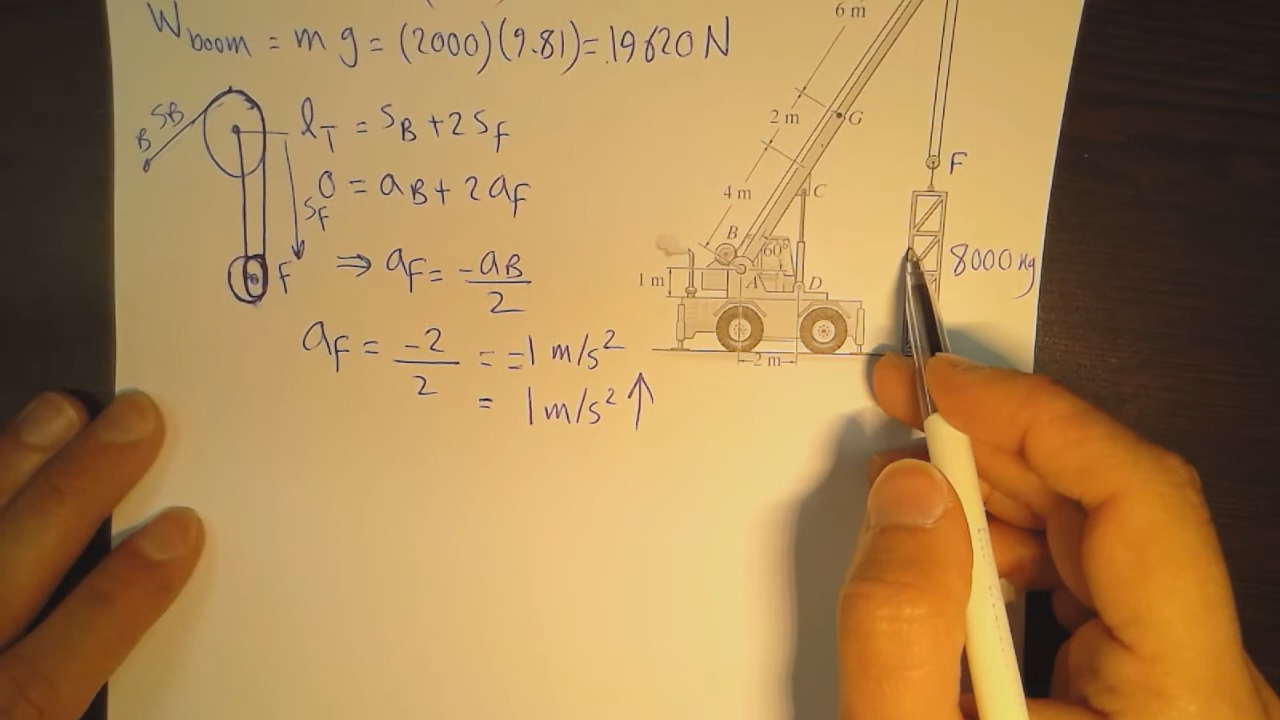 W boom = m g = (2000)(9.81) = 19620 N
B SB
lT = SB + 2SF
0 = aB + 2aF
SF
F
⇒ aF = -aB / 2
aF = -2 / 2 = -1 m/s²
= 1 m/s² ↑
6 m
2 m
G
4 m
C
F
B
60°
8000 kg
1 m
A
D
2 m